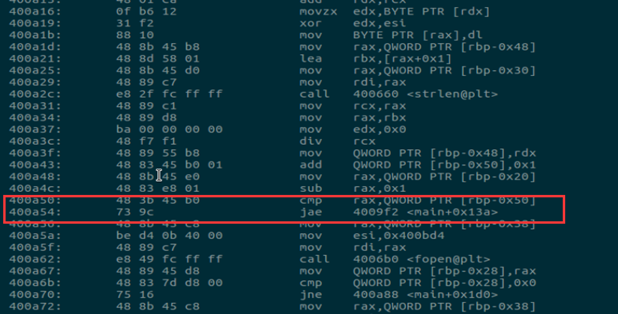 400a16: 0f b6 12 movzx edx,BYTE PTR [rdx]
400a19: 31 f2 xor edx,esi
400a1b: 88 10 mov BYTE PTR [rax],dl
400a1d: 48 8b 45 b8 mov rax,QWORD PTR [rbp-0x48]
400a21: 48 8d 58 01 lea rbx,[rax+0x1]
400a25: 48 8b 45 d0 mov rax,QWORD PTR [rbp-0x30]
400a29: 48 89 c7 mov rdi,rax
400a2c: e8 2f fc ff ff call 400660 <strlen@plt>
400a31: 48 89 c1 mov rcx,rax
400a34: 48 89 d8 mov rax,rbx
400a37: ba 00 00 00 00 mov edx,0x0
400a3c: 48 f7 f1 div rcx
400a3f: 48 89 55 b8 mov QWORD PTR [rbp-0x48],rdx
400a43: 48 83 45 b0 01 add QWORD PTR [rbp-0x50],0x1
400a48: 48 8b 45 e0 mov rax,QWORD PTR [rbp-0x20]
400a4c: 48 83 e8 01 sub rax,0x1
400a50: 48 3b 45 b0 cmp rax,QWORD PTR [rbp-0x50]
400a54: 73 9c jae 4009f2 <main+0x13a>
400a56: 48 8b 45 c8 mov rax,QWORD PTR [rbp-0x38]
400a5a: be d4 0b 40 00 mov esi,0x400bd4
400a5f: 48 89 c7 mov rdi,rax
400a62: e8 49 fc ff ff call 4006b0 <fopen@plt>
400a67: 48 89 45 d8 mov QWORD PTR [rbp-0x28],rax
400a6b: 48 83 7d d8 00 cmp QWORD PTR [rbp-0x28],0x0
400a70: 75 16 jne 400a88 <main+0x1d0>
400a72: 48 8b 45 c8 mov rax,QWORD PTR [rbp-0x38]